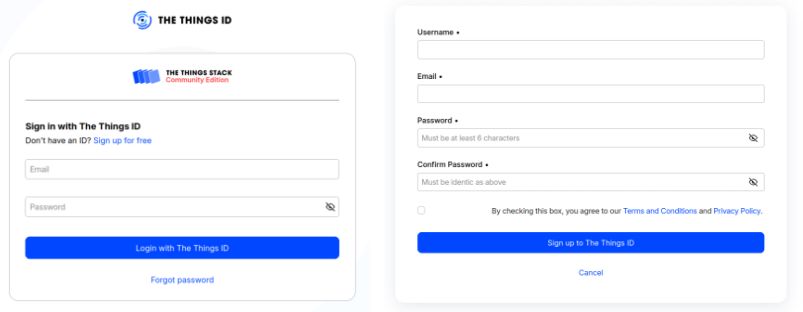 THE THINGS ID
THE THINGS STACK
Community Edition
Sign in with The Things ID
Don't have an ID? Sign up for free
Email
Password
Login with The Things ID
Forgot password
Username •
Email •
Password •
Must be at least 6 characters
Confirm Password •
Must be identic as above
By checking this box, you agree to our Terms and Conditions and Privacy Policy.
Sign up to The Things ID
Cancel